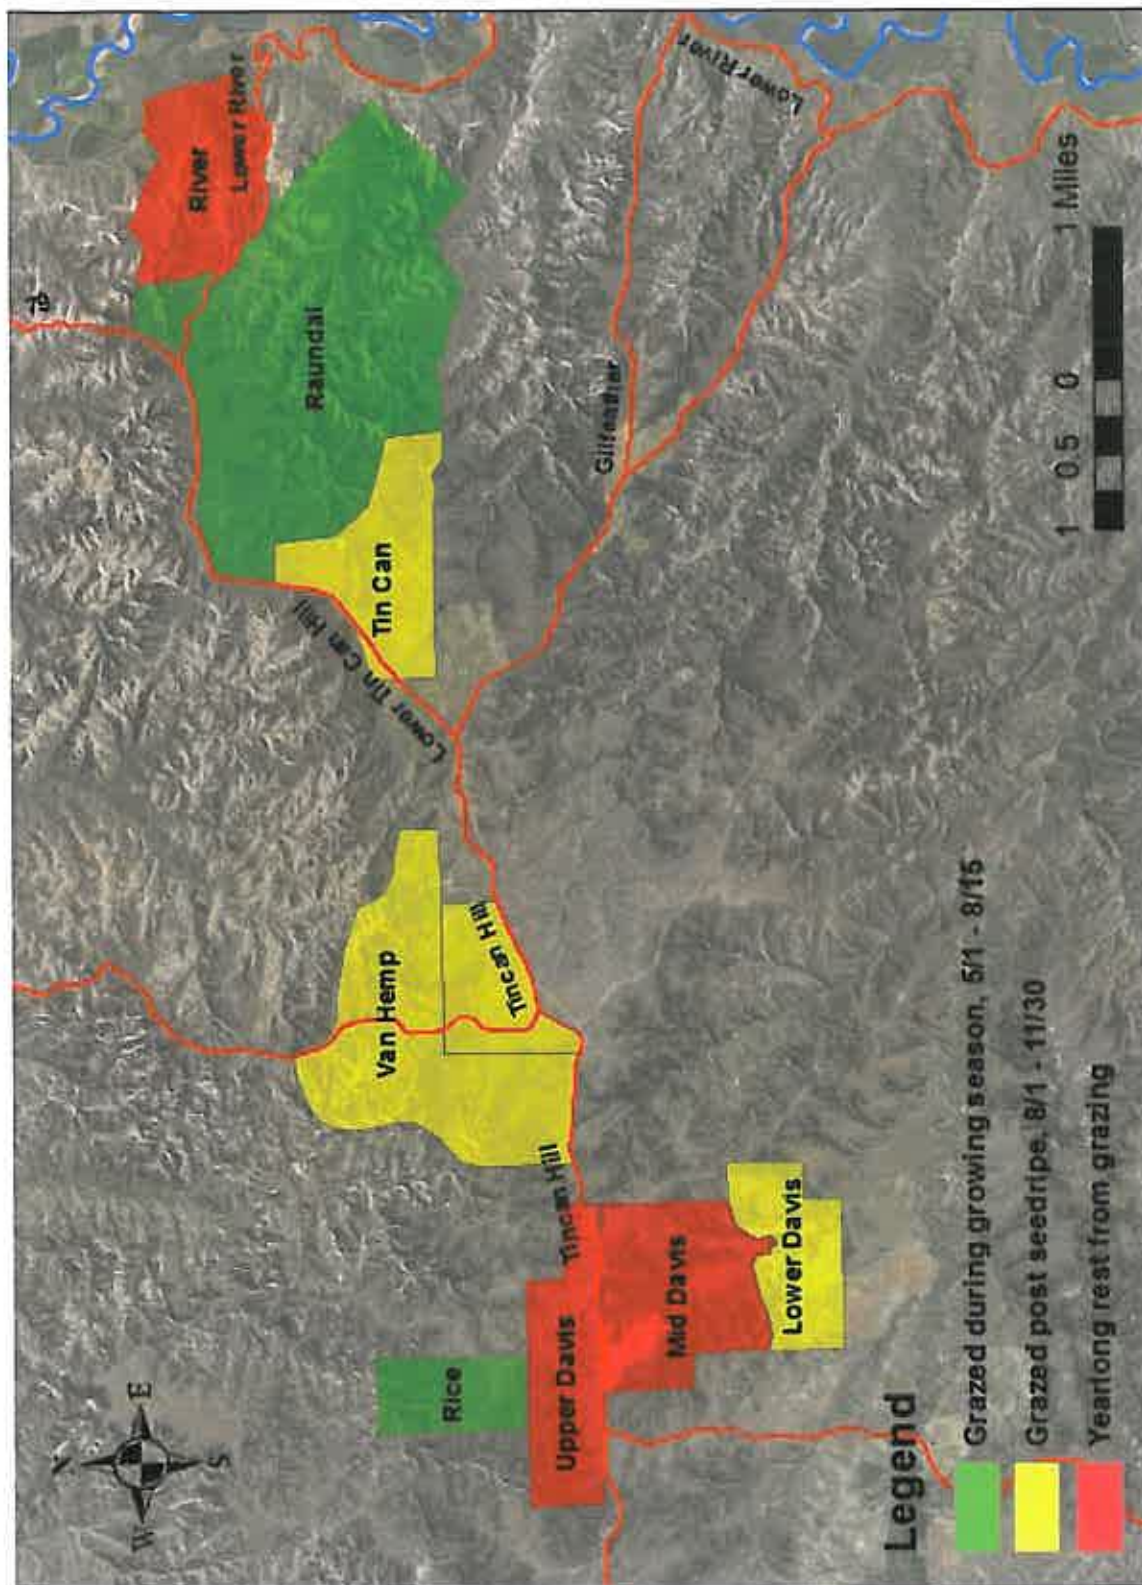 N
W E
S
River
Lower River
Raundal
Lower Tin Can Hill
Tin Can
Van Hemp
Rice
Tincan Hill
Upper Davis
Tincan Hill
Gilfeather
Mid Davis
Lower River
Lower Davis
Legend
Grazed during growing season, 5/1 - 8/15
Grazed post seedripe, 8/1 - 11/30
Yearlong rest from grazing
1 0.5 0 1 Miles